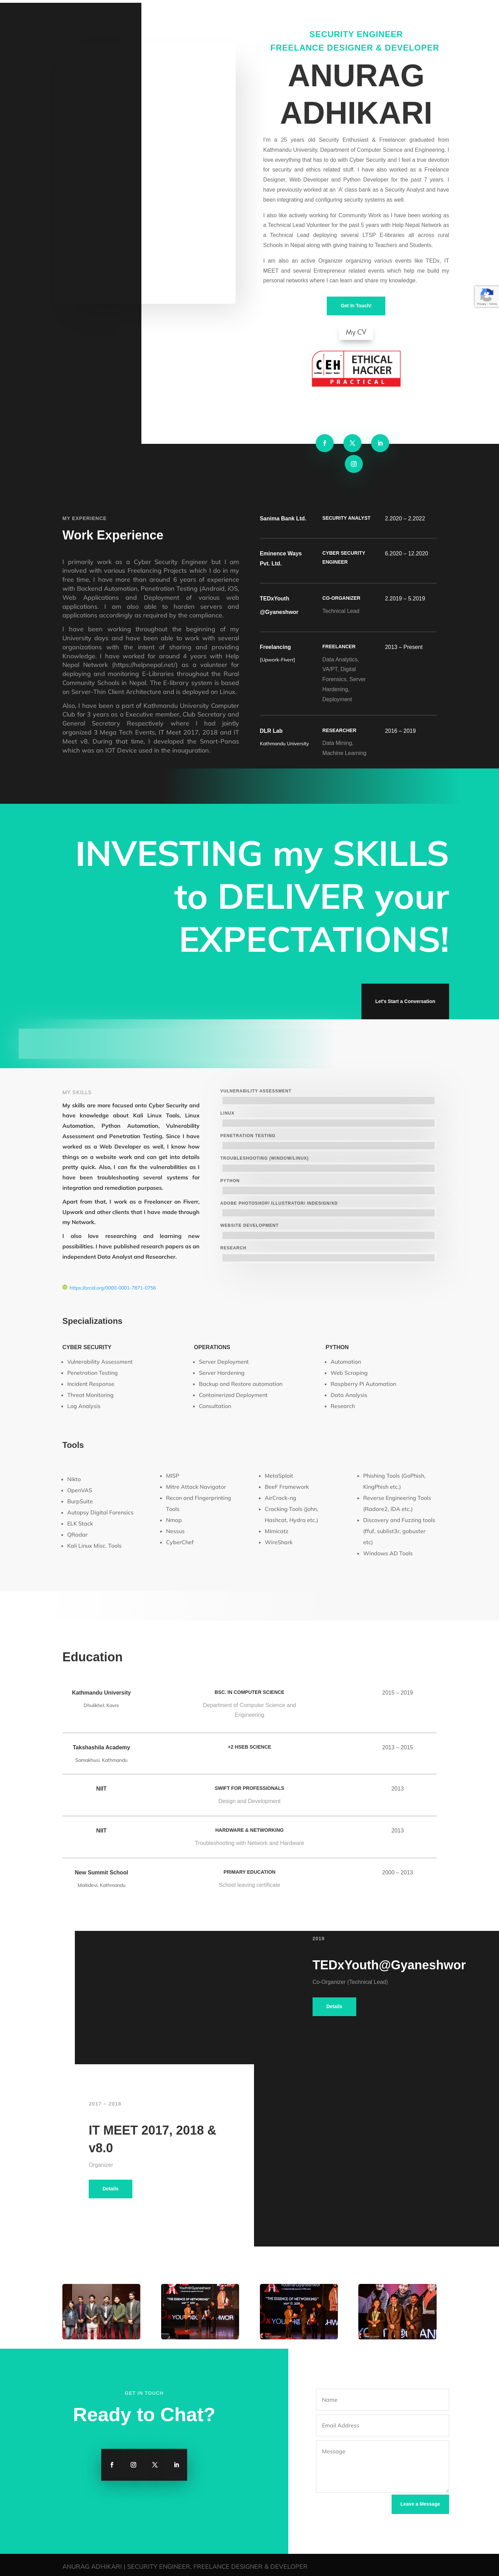 SECURITY ENGINEER
FREELANCE DESIGNER & DEVELOPER
ANURAG
ADHIKARI
I'm a 25 years old Security Enthusiast & Freelancer graduated from
Kathmandu University, Department of Computer Science and Engineering. I
love everything that has to do with Cyber Security and I feel a true devotion
for security and ethics related stuff. I have also worked as a Freelance
Designer, Web Developer and Python Developer for the past 7 years. I
have previously worked at an 'A' class bank as a Security Analyst and have
been integrating and configuring security systems as well.
I also like actively working for Community Work as I have been working as
a Technical Lead Volunteer for the past 5 years with Help Nepal Network as
a Technical Lead deploying several LTSP E-libraries all across rural
Schools in Nepal along with giving training to Teachers and Students.
I am also an active Organizer organizing various events like TEDx, IT
MEET and several Entrepreneur related events which help me build my
personal networks where I can learn and share my knowledge.
Get In Touch!
Privacy - Terms
My CV
CEH
ETHICAL
HACKER
PRACTICAL
MY EXPERIENCE
Work Experience
I primarily work as a Cyber Security Engineer but I am
involved with various Freelancing Projects which I do in my
free time, I have more than around 6 years of experience
with Backend Automation, Penetration Testing (Android, iOS,
Web Applications and Deployment of various web
applications. I am also able to harden servers and
applications accordingly as required by the compliance.
I have been working throughout the beginning of my
University days and have been able to work with several
organizations with the intent of sharing and providing
Knowledge. I have worked for around 4 years with Help
Nepal Network (https://helpnepal.net/) as a volunteer for
deploying and monitoring E-Libraries throughout the Rural
Community Schools in Nepal. The E-library system is based
on Server-Thin Client Architecture and is deployed on Linux.
Also, I have been a part of Kathmandu University Computer
Club for 3 years as a Executive member, Club Secretary and
General Secretary Respectively where I had jointly
organized 3 Mega Tech Events, IT Meet 2017, 2018 and IT
Meet v8. During that time, I developed the Smart-Panas
which was an IOT Device used in the inauguration.
Sanima Bank Ltd.
SECURITY ANALYST
2.2020 – 2.2022
Eminence Ways
Pvt. Ltd.
CYBER SECURITY
ENGINEER
6.2020 – 12.2020
TEDxYouth
@Gyaneshwor
CO-ORGANIZER
Technical Lead
2.2019 – 5.2019
Freelancing
(Upwork-Fiverr)
FREELANCER
Data Analytics,
VA/PT, Digital
Forensics, Server
Hardening,
Deployment
2013 – Present
DLR Lab
Kathmandu University
RESEARCHER
Data Mining,
Machine Learning
2016 – 2019
INVESTING my SKILLS
to DELIVER your
EXPECTATIONS!
Let's Start a Conversation
MY SKILLS
My skills are more focused onto Cyber Security and
have knowledge about Kali Linux Tools, Linux
Automation, Python Automation, Vulnerability
Assessment and Penetration Testing. Since I have
worked as a Web Developer as well, I know how
things on a website work and can get into details
pretty quick. Also, I can fix the vulnerabilities as I
have been troubleshooting several systems for
integration and remediation purposes.
Apart from that, I work as a Freelancer on Fiverr,
Upwork and other clients that I have made through
my Network.
I also love researching and learning new
possibilities. I have published research papers as an
independent Data Analyst and Researcher.
https://orcid.org/0000-0001-7871-0756
VULNERABILITY ASSESSMENT
LINUX
PENETRATION TESTING
TROUBLESHOOTING (WINDOW/LINUX)
PYTHON
ADOBE PHOTOSHOP/ ILLUSTRATOR/ INDESIGN/XD
WEBSITE DEVELOPMENT
RESEARCH
Specializations
CYBER SECURITY
Vulnerability Assessment
Penetration Testing
Incident Response
Threat Monitoring
Log Analysis
OPERATIONS
Server Deployment
Server Hardening
Backup and Restore automation
Containerized Deployment
Consultation
PYTHON
Automation
Web Scraping
Raspberry Pi Automation
Data Analysis
Research
Tools
Nikto
OpenVAS
BurpSuite
Autopsy Digital Forensics
ELK Stack
QRadar
Kali Linux Misc. Tools
MISP
Mitre Attack Navigator
Recon and Fingerprinting
Tools
Nmap
Nessus
CyberChef
MetaSploit
BeeF Framework
AirCrack-ng
Cracking Tools (John,
Hashcat, Hydra etc.)
Mimicatz
WireShark
Phishing Tools (GoPhish,
KingPhish etc.)
Reverse Engineering Tools
(Radare2, IDA etc.)
Discovery and Fuzzing tools
(ffuf, sublist3r, gobuster
etc)
Windows AD Tools
Education
Kathmandu University
Dhulikhel, Kavre
BSC. IN COMPUTER SCIENCE
Department of Computer Science and
Engineering
2015 – 2019
Takshashila Academy
Samakhusi, Kathmandu
+2 HSEB SCIENCE
2013 – 2015
NIIT
SWIFT FOR PROFESSIONALS
Design and Development
2013
NIIT
HARDWARE & NETWORKING
Troubleshooting with Network and Hardware
2013
New Summit School
Maitidevi, Kathmandu
PRIMARY EDUCATION
School leaving certificate
2000 – 2013
2019
TEDxYouth@Gyaneshwor
Co-Organizer (Technical Lead)
Details
2017 – 2018
IT MEET 2017, 2018 &
v8.0
Organizer
Details
GET IN TOUCH
Ready to Chat?
Name
Email Address
Message
Leave a Message
ANURAG ADHIKARI | SECURITY ENGINEER, FREELANCE DESIGNER & DEVELOPER